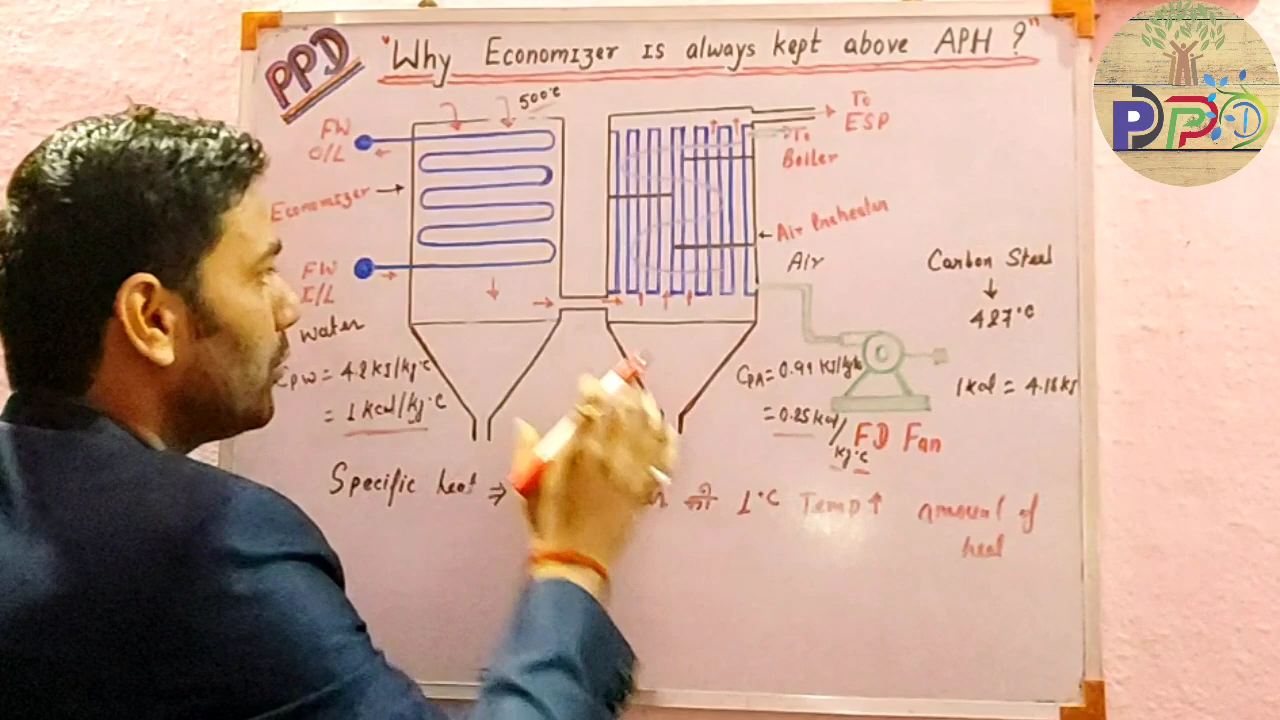 PPD
"Why Economizer is always kept above APH ?"
500°C
FW
O/L
Economizer
FW
I/L
Water
CPW = 4.2 KJ/kg°C
= 1 kcal/kg°C
To
ESP
To
Boiler
Air Preheater
Air
CPA = 0.99 KJ/kg°C
= 0.25 kcal/
kg°C
FD Fan
Carbon Steel
427°C
1 kcal = 4.18 KJ
Specific heat ⇒
को 1°C Temp↑ amount of
heat
PPD